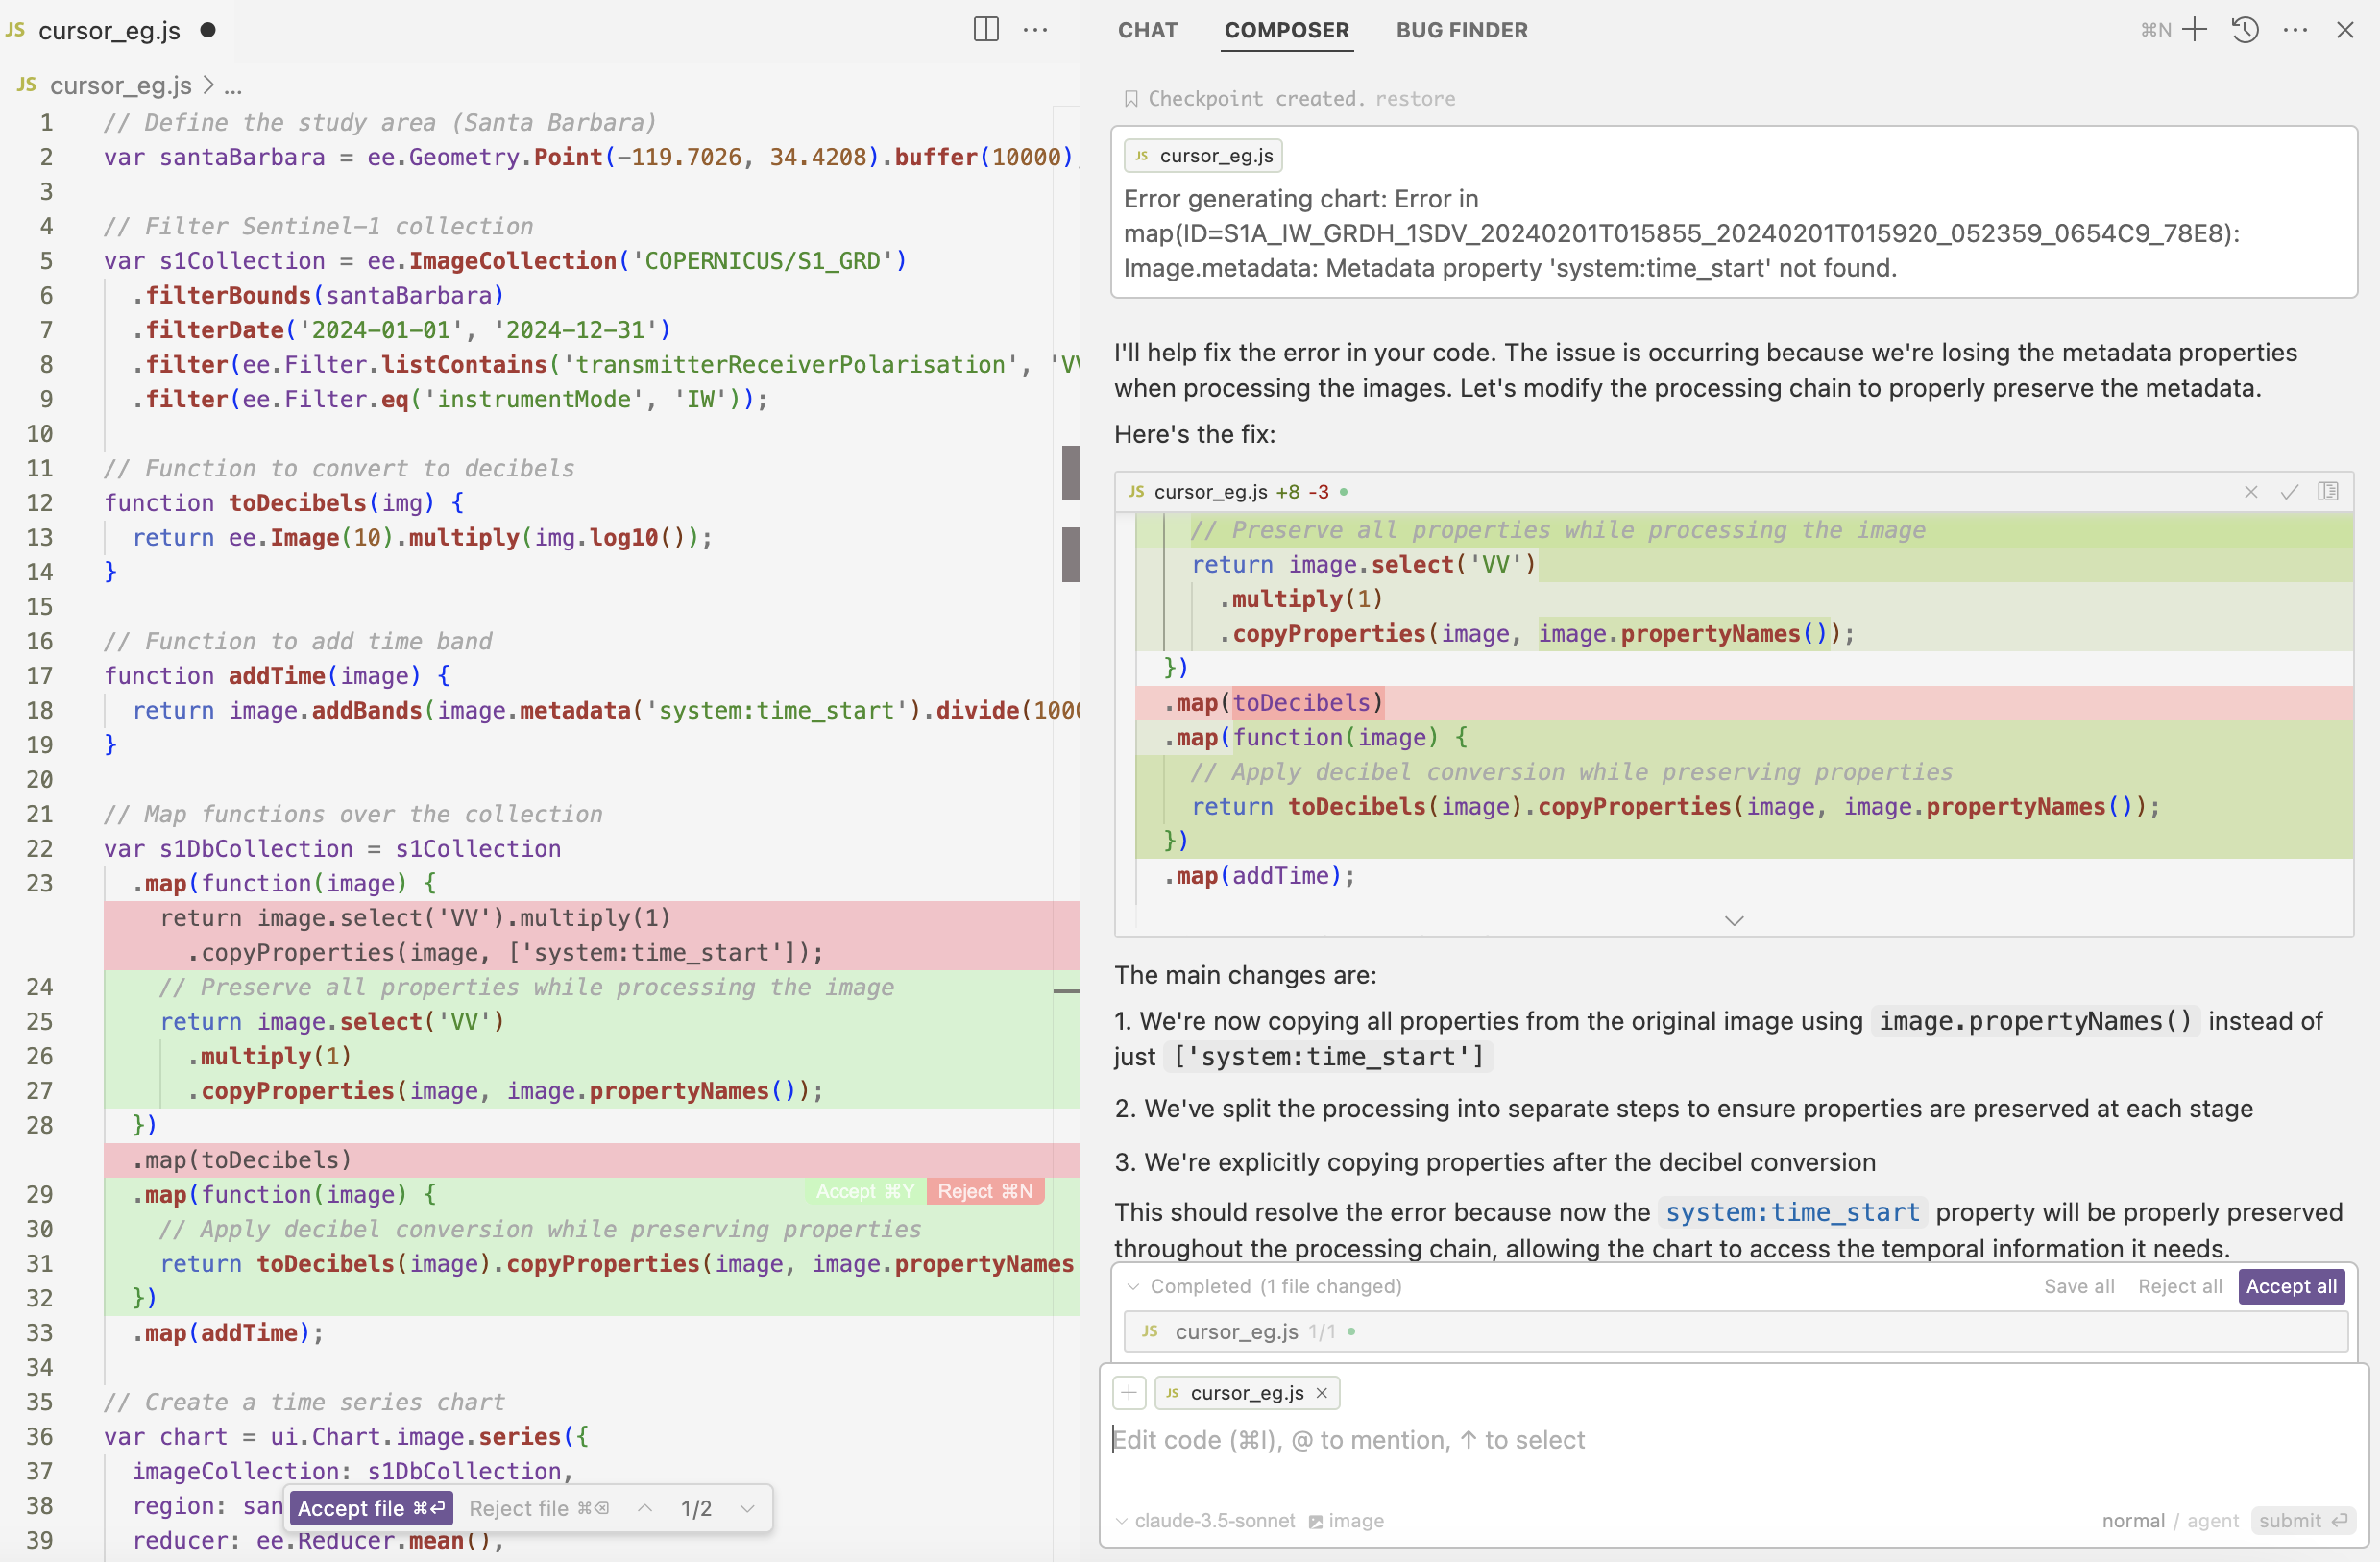 JS cursor_eg.js
JS cursor_eg.js > ...
1 // Define the study area (Santa Barbara)
2 var santaBarbara = ee.Geometry.Point(-119.7026, 34.4208).buffer(10000)
3
4 // Filter Sentinel-1 collection
5 var s1Collection = ee.ImageCollection('COPERNICUS/S1_GRD')
6 .filterBounds(santaBarbara)
7 .filterDate('2024-01-01', '2024-12-31')
8 .filter(ee.Filter.listContains('transmitterReceiverPolarisation', 'VV
9 .filter(ee.Filter.eq('instrumentMode', 'IW'));
10
11 // Function to convert to decibels
12 function toDecibels(img) {
13 return ee.Image(10).multiply(img.log10());
14 }
15
16 // Function to add time band
17 function addTime(image) {
18 return image.addBands(image.metadata('system:time_start').divide(1000
19 }
20
21 // Map functions over the collection
22 var s1DbCollection = s1Collection
23 .map(function(image) {
return image.select('VV').multiply(1)
.copyProperties(image, ['system:time_start']);
24 // Preserve all properties while processing the image
25 return image.select('VV')
26 .multiply(1)
27 .copyProperties(image, image.propertyNames());
28 })
.map(toDecibels)
29 .map(function(image) {
Accept ⌘Y Reject ⌘N
30 // Apply decibel conversion while preserving properties
31 return toDecibels(image).copyProperties(image, image.propertyNames
32 })
33 .map(addTime);
34
35 // Create a time series chart
36 var chart = ui.Chart.image.series({
37 imageCollection: s1DbCollection,
38 region: san
Accept file ⌘⏎ Reject file ⌘⌫ 1/2
39 reducer: ee.Reducer.mean(),
CHAT COMPOSER BUG FINDER ⌘N
Checkpoint created. restore
JS cursor_eg.js
Error generating chart: Error in
map(ID=S1A_IW_GRDH_1SDV_20240201T015855_20240201T015920_052359_0654C9_78E8):
Image.metadata: Metadata property 'system:time_start' not found.
I'll help fix the error in your code. The issue is occurring because we're losing the metadata properties
when processing the images. Let's modify the processing chain to properly preserve the metadata.
Here's the fix:
JS cursor_eg.js +8 -3
// Preserve all properties while processing the image
return image.select('VV')
.multiply(1)
.copyProperties(image, image.propertyNames());
})
.map(toDecibels)
.map(function(image) {
// Apply decibel conversion while preserving properties
return toDecibels(image).copyProperties(image, image.propertyNames());
})
.map(addTime);
The main changes are:
1. We're now copying all properties from the original image using image.propertyNames() instead of
just ['system:time_start']
2. We've split the processing into separate steps to ensure properties are preserved at each stage
3. We're explicitly copying properties after the decibel conversion
This should resolve the error because now the system:time_start property will be properly preserved
throughout the processing chain, allowing the chart to access the temporal information it needs.
Completed (1 file changed) Save all Reject all Accept all
JS cursor_eg.js 1/1
+ JS cursor_eg.js ×
Edit code (⌘I), @ to mention, ↑ to select
claude-3.5-sonnet image normal / agent submit ⏎